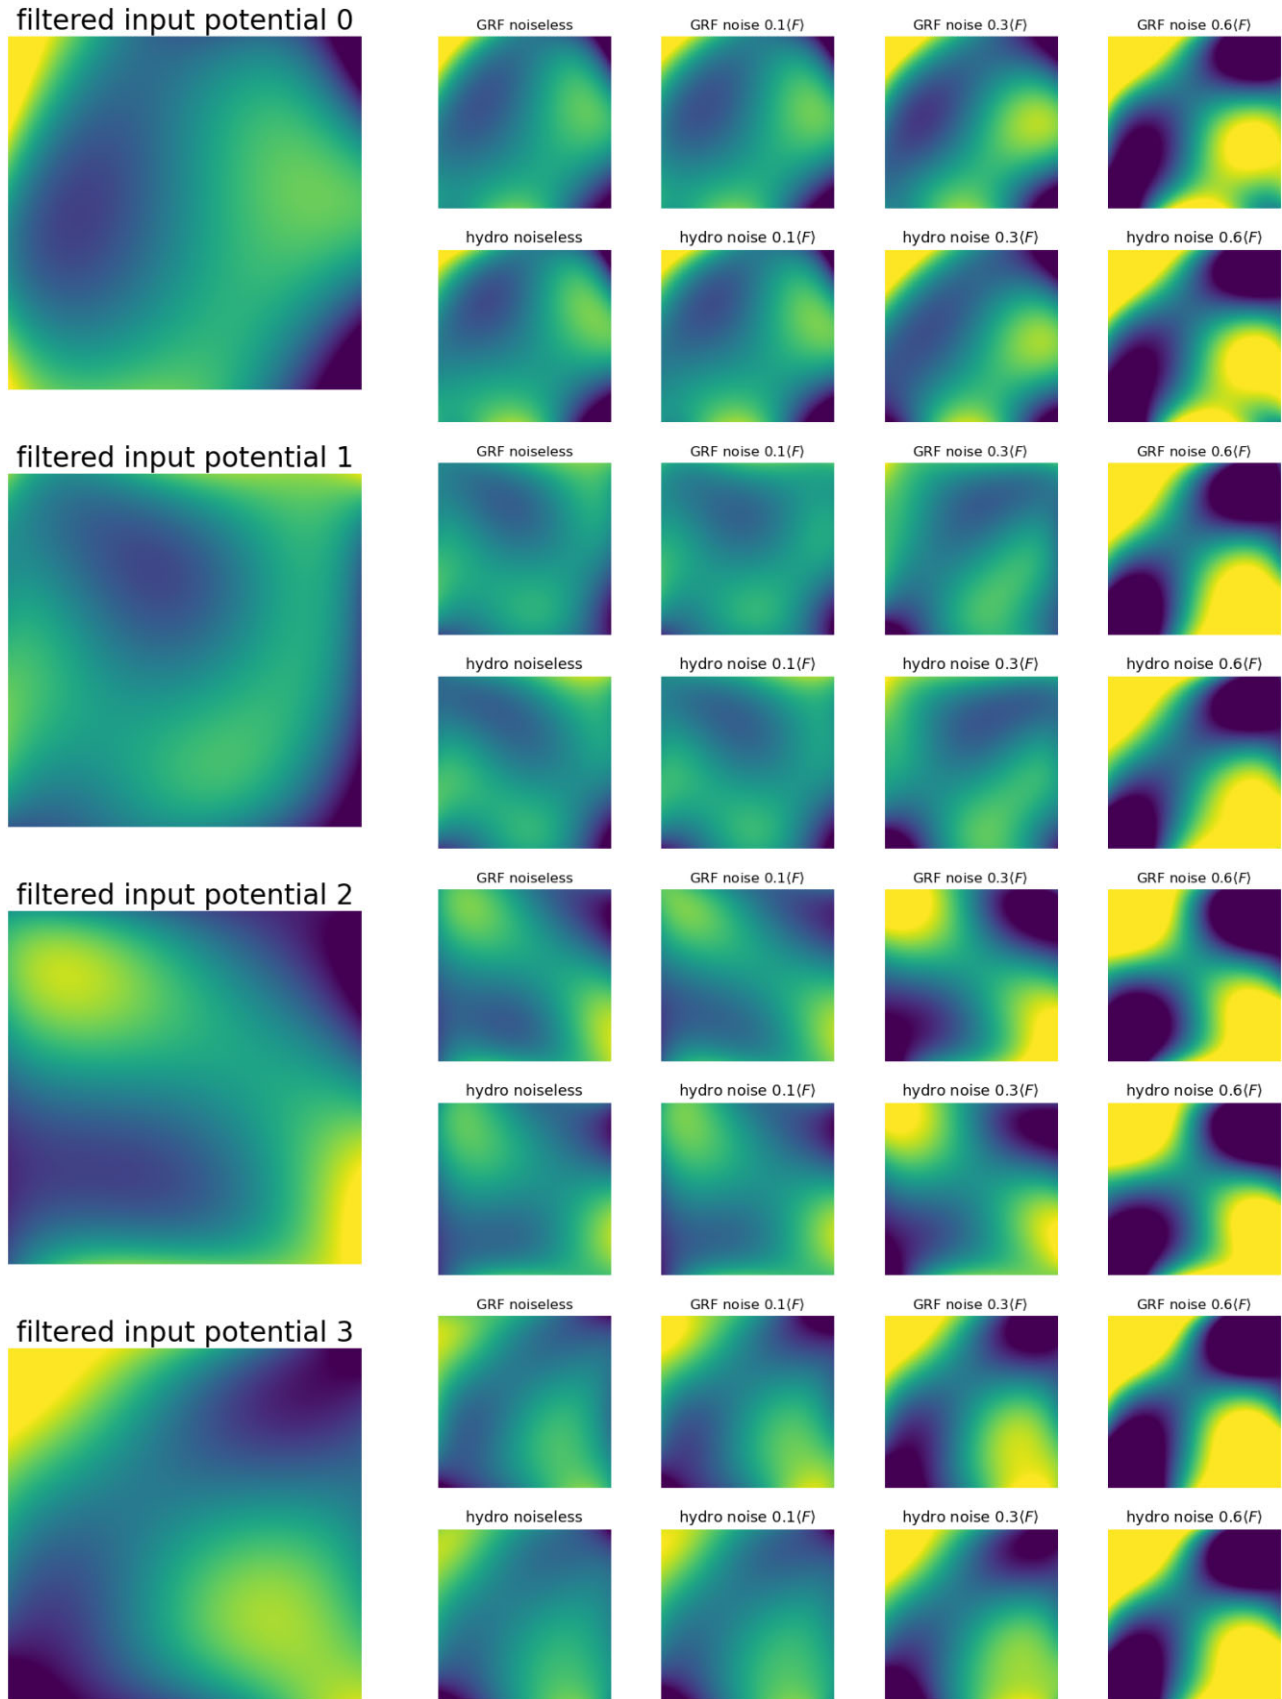 filtered input potential 0
GRF noiseless
GRF noise 0.1⟨F⟩
GRF noise 0.3⟨F⟩
GRF noise 0.6⟨F⟩
hydro noiseless
hydro noise 0.1⟨F⟩
hydro noise 0.3⟨F⟩
hydro noise 0.6⟨F⟩
filtered input potential 1
GRF noiseless
GRF noise 0.1⟨F⟩
GRF noise 0.3⟨F⟩
GRF noise 0.6⟨F⟩
hydro noiseless
hydro noise 0.1⟨F⟩
hydro noise 0.3⟨F⟩
hydro noise 0.6⟨F⟩
filtered input potential 2
GRF noiseless
GRF noise 0.1⟨F⟩
GRF noise 0.3⟨F⟩
GRF noise 0.6⟨F⟩
hydro noiseless
hydro noise 0.1⟨F⟩
hydro noise 0.3⟨F⟩
hydro noise 0.6⟨F⟩
filtered input potential 3
GRF noiseless
GRF noise 0.1⟨F⟩
GRF noise 0.3⟨F⟩
GRF noise 0.6⟨F⟩
hydro noiseless
hydro noise 0.1⟨F⟩
hydro noise 0.3⟨F⟩
hydro noise 0.6⟨F⟩